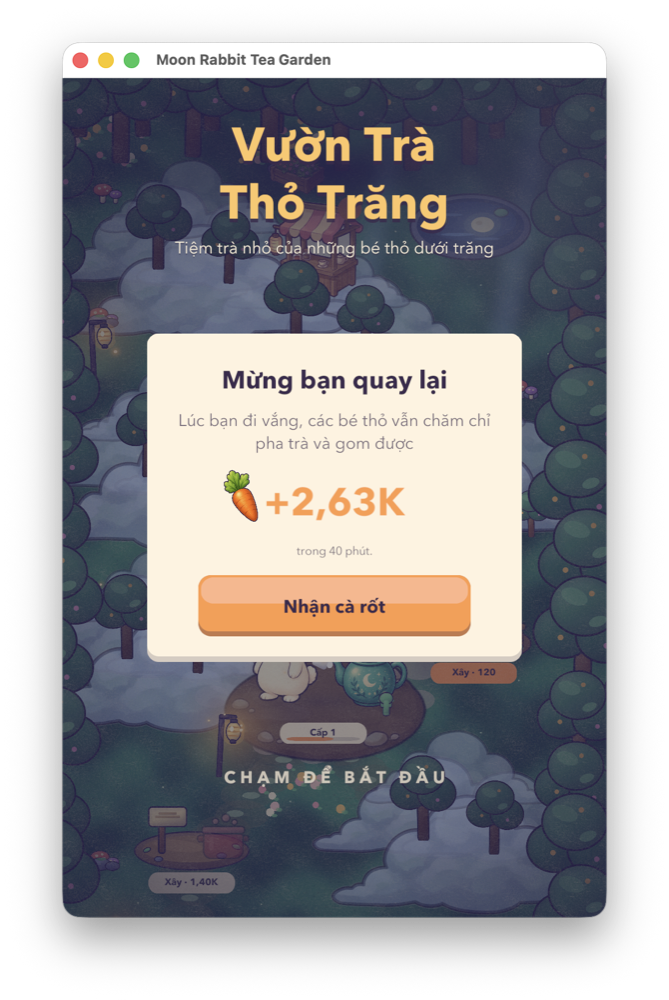 Moon Rabbit Tea Garden
Vườn Trà
Thỏ Trăng
Tiệm trà nhỏ của những bé thỏ dưới trăng
Mừng bạn quay lại
Lúc bạn đi vắng, các bé thỏ vẫn chăm chỉ
pha trà và gom được
+2,63K
trong 40 phút.
Nhận cà rốt
Xây · 120
Cấp 1
CHẠM ĐỂ BẮT ĐẦU
Xây · 1,40K